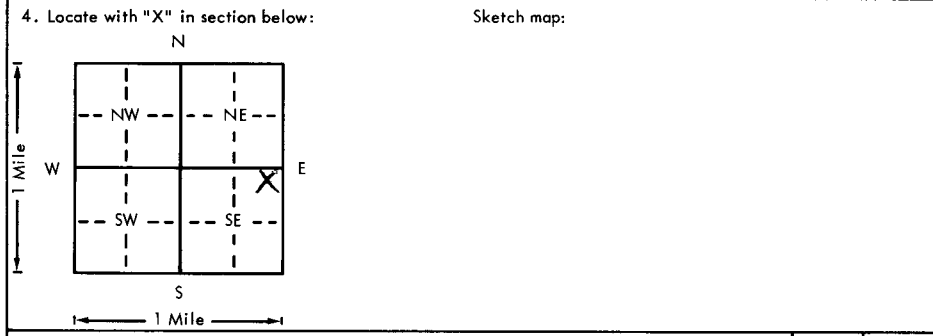 4. Locate with "X" in section below:
Sketch map:
N
NW NE
W E
1 Mile
X
SW SE
S
1 Mile